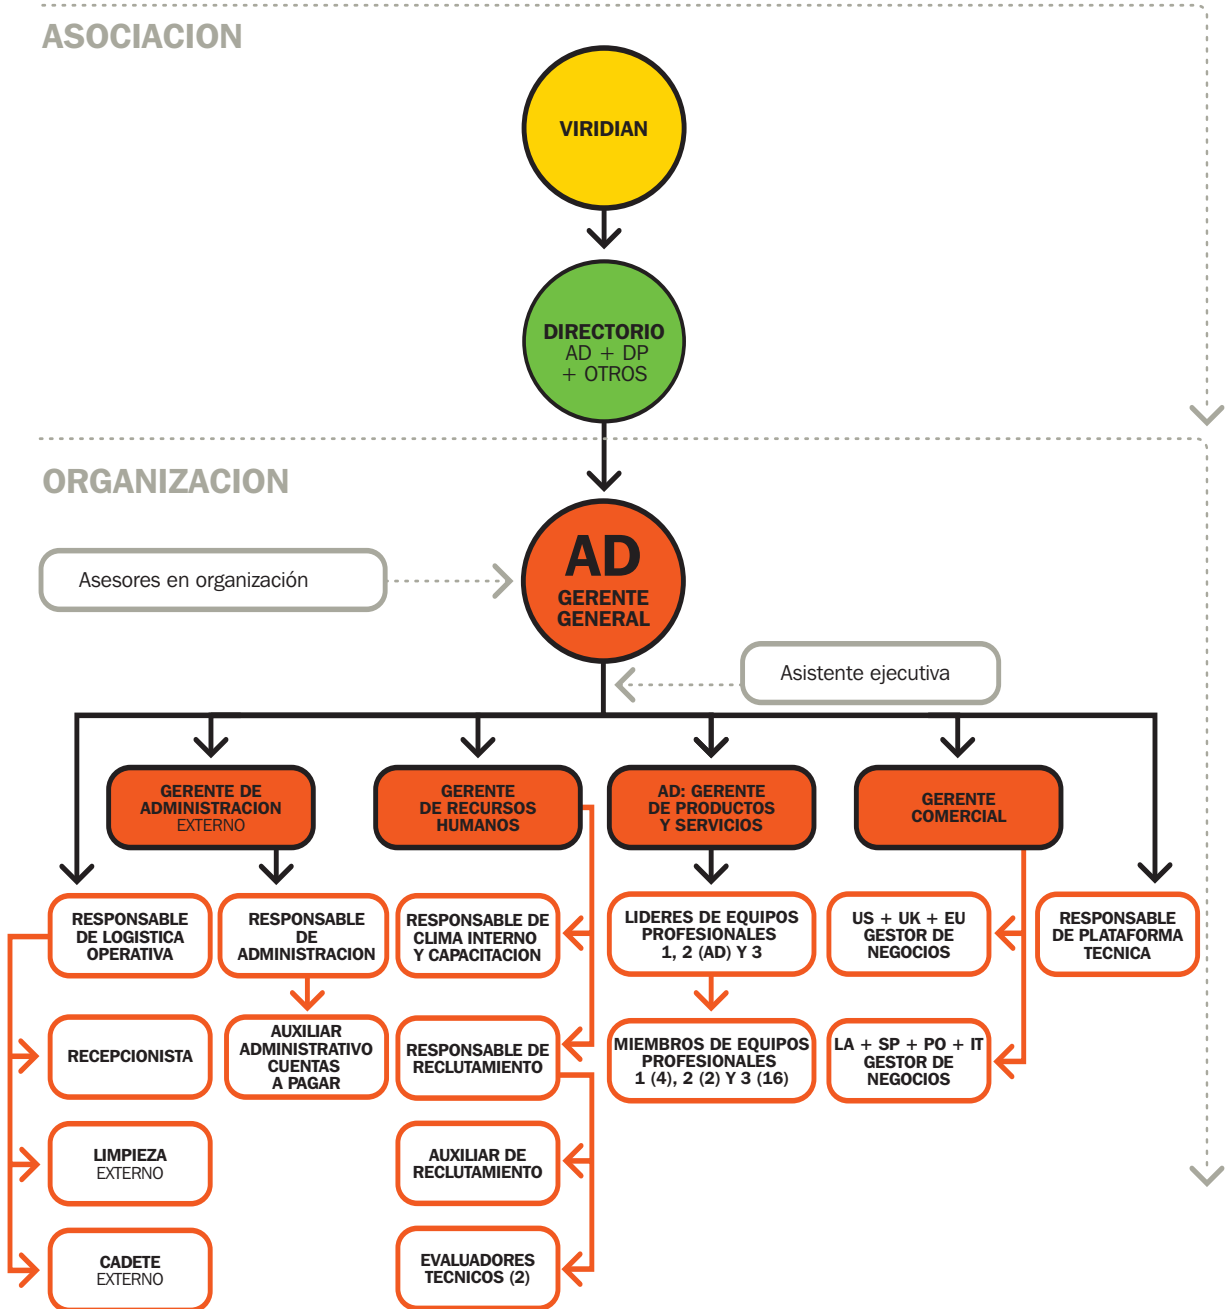 ASOCIACION
VIRIDIAN
DIRECTORIO
AD + DP
+ OTROS
ORGANIZACION
Asesores en organización
AD
GERENTE
GENERAL
Asistente ejecutiva
GERENTE DE
ADMINISTRACION
EXTERNO
GERENTE
DE RECURSOS
HUMANOS
AD: GERENTE
DE PRODUCTOS
Y SERVICIOS
GERENTE
COMERCIAL
RESPONSABLE
DE LOGISTICA
OPERATIVA
RESPONSABLE
DE
ADMINISTRACION
RESPONSABLE DE
CLIMA INTERNO
Y CAPACITACION
LIDERES DE EQUIPOS
PROFESIONALES
1, 2 (AD) Y 3
US + UK + EU
GESTOR DE
NEGOCIOS
RESPONSABLE
DE PLATAFORMA
TECNICA
RECEPCIONISTA
AUXILIAR
ADMINISTRATIVO
CUENTAS
A PAGAR
RESPONSABLE DE
RECLUTAMIENTO
MIEMBROS DE EQUIPOS
PROFESIONALES
1 (4), 2 (2) Y 3 (16)
LA + SP + PO + IT
GESTOR DE
NEGOCIOS
LIMPIEZA
EXTERNO
AUXILIAR DE
RECLUTAMIENTO
CADETE
EXTERNO
EVALUADORES
TECNICOS (2)